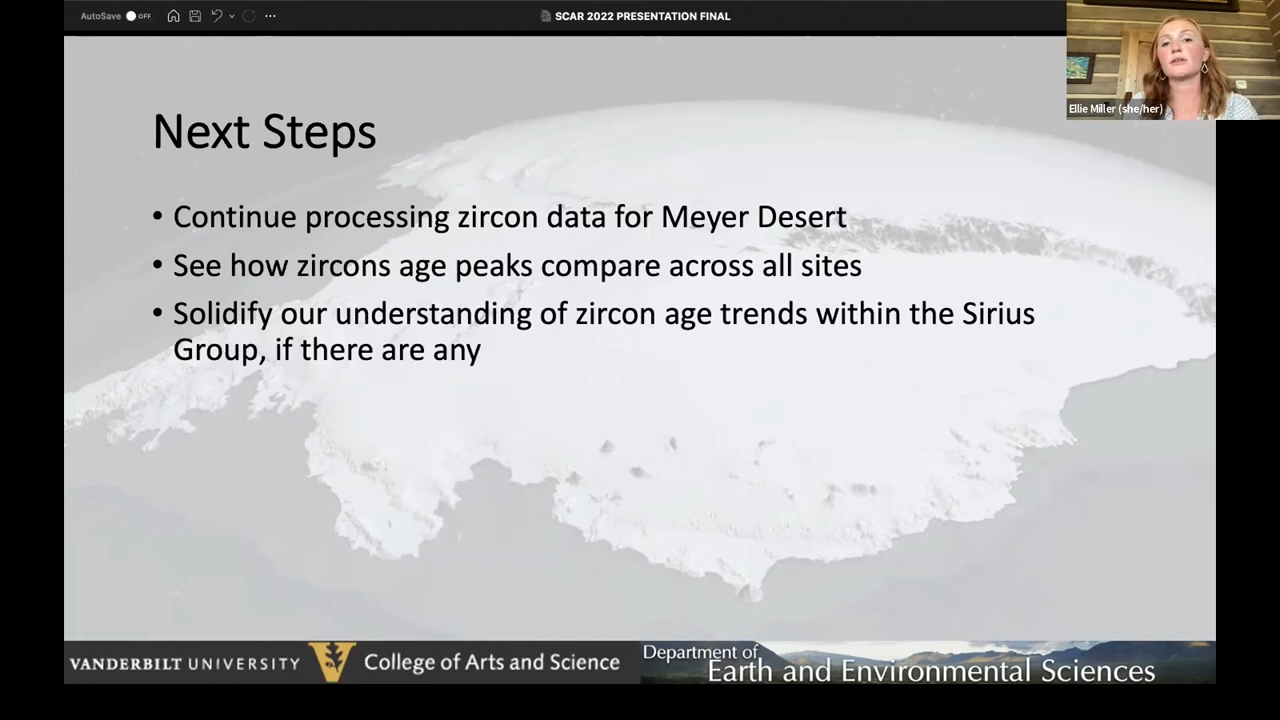 AutoSave OFF
SCAR 2022 PRESENTATION FINAL
Ellie Miller (she/her)
Next Steps
• Continue processing zircon data for Meyer Desert
• See how zircons age peaks compare across all sites
• Solidify our understanding of zircon age trends within the Sirius
Group, if there are any
VANDERBILT UNIVERSITY
College of Arts and Science
Department of
Earth and Environmental Sciences